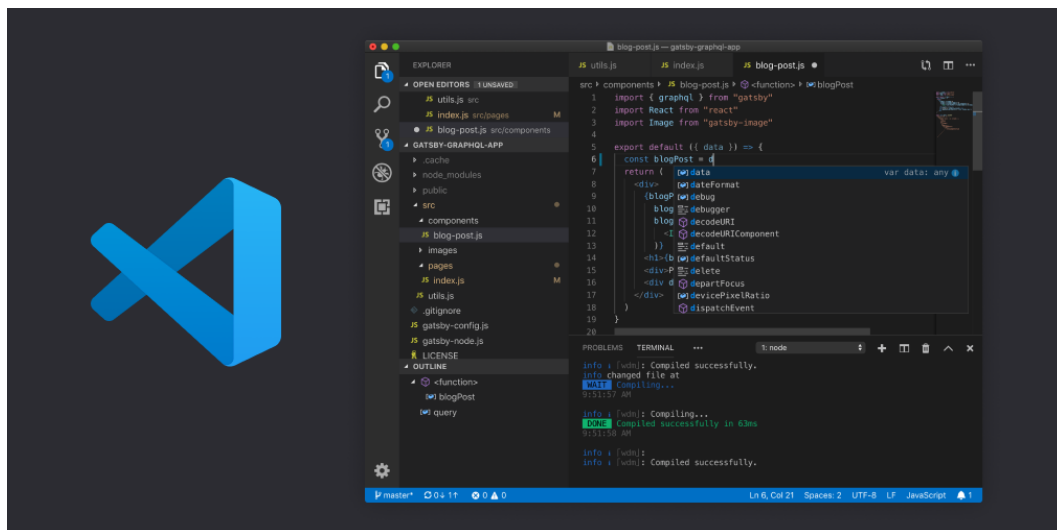 blog-post.js — gatsby-graphql-app
EXPLORER
OPEN EDITORS 1 UNSAVED
JS utils.js src
JS index.js src/pages M
JS blog-post.js src/components
GATSBY-GRAPHQL-APP
.cache
node_modules
public
src
components
JS blog-post.js
images
pages
JS index.js M
JS utils.js
.gitignore
JS gatsby-config.js
JS gatsby-node.js
LICENSE
OUTLINE
<function>
blogPost
query
1
1
JS utils.js JS index.js JS blog-post.js
src components JS blog-post.js <function> blogPost
1 import { graphql } from "gatsby"
2 import React from "react"
3 import Image from "gatsby-image"
4
5 export default ({ data }) => {
6 const blogPost = d
7 return (
8 <div>
9 {blogP
10 blog
11 blog
12 <I
13 )}
14 <h1>{b
15 <div>P
16 <div d
17 </div>
18 )
19 }
20
data var data: any
dateFormat
debug
debugger
decodeURI
decodeURIComponent
default
defaultStatus
delete
departFocus
devicePixelRatio
dispatchEvent
PROBLEMS TERMINAL ••• 1: node
info ℹ ｢wdm｣: Compiled successfully.
info changed file at
WAIT Compiling...
9:51:57 AM
info ℹ ｢wdm｣: Compiling...
DONE Compiled successfully in 63ms
9:51:58 AM
info ℹ ｢wdm｣:
info ℹ ｢wdm｣: Compiled successfully.
master* 0↓ 1↑ 0 0 Ln 6, Col 21 Spaces: 2 UTF-8 LF JavaScript 1